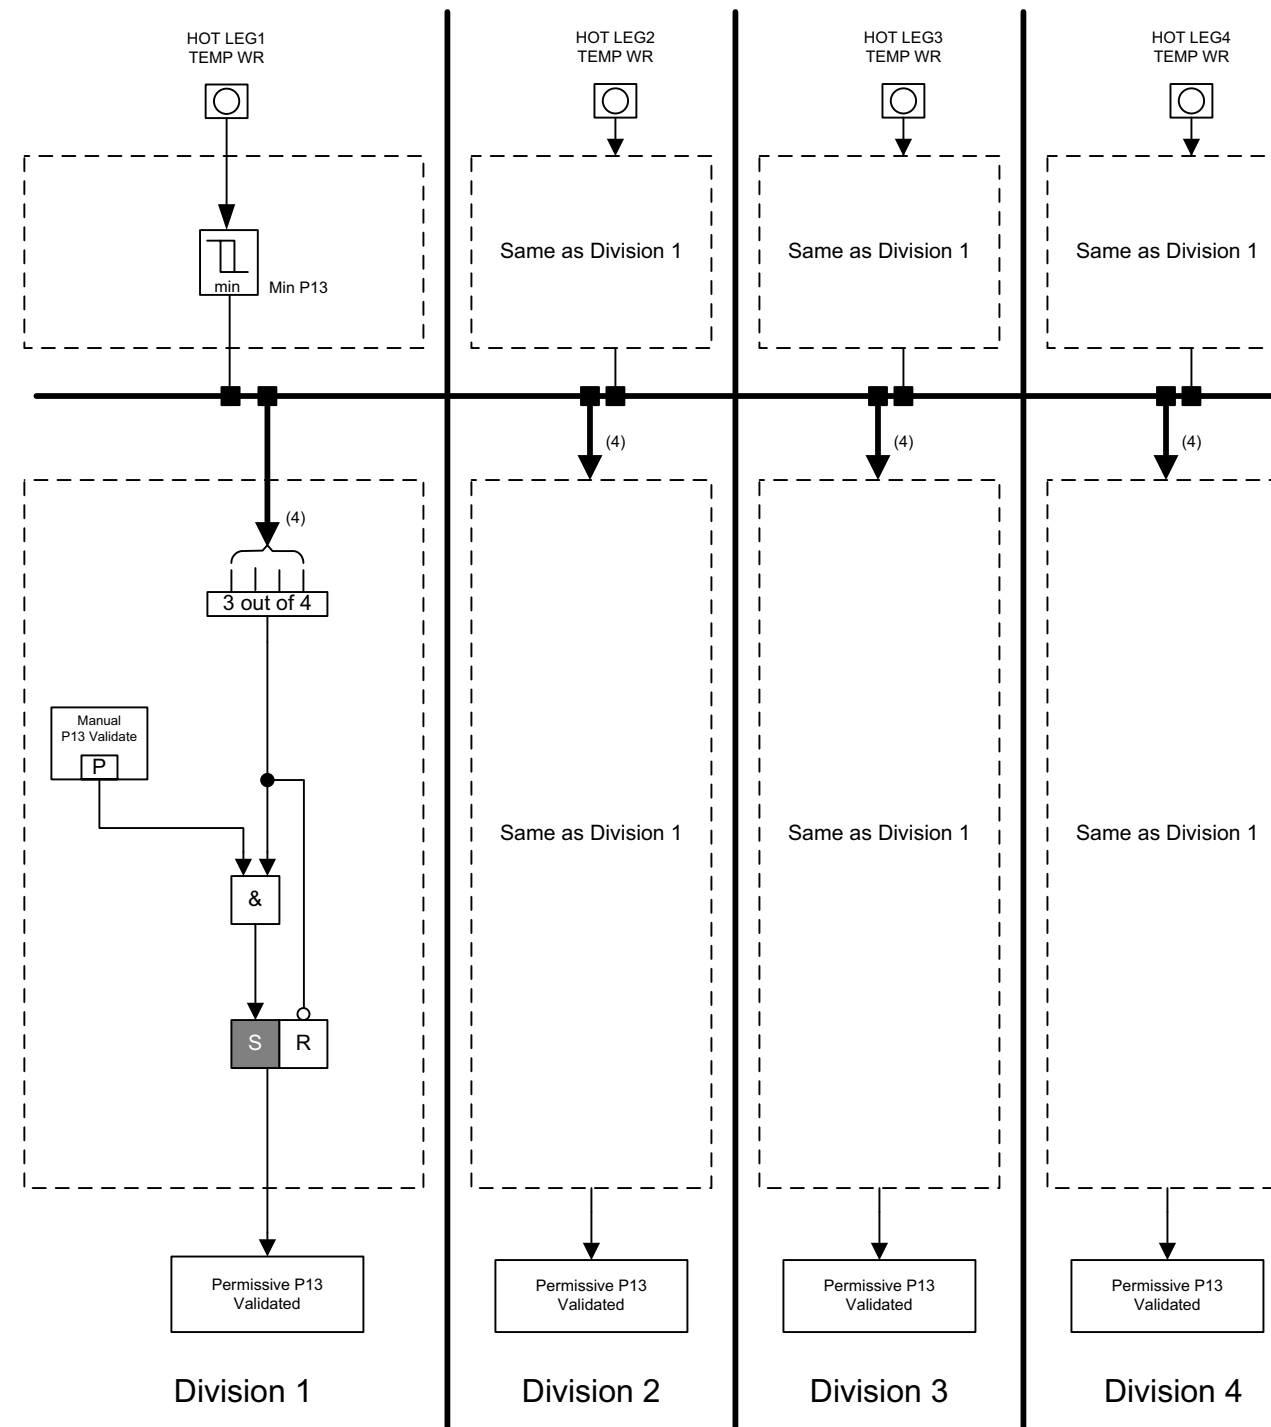 HOT LEG1
TEMP WR
HOT LEG2
TEMP WR
HOT LEG3
TEMP WR
HOT LEG4
TEMP WR
min
Min P13
Same as Division 1
Same as Division 1
Same as Division 1
(4)
(4)
(4)
(4)
3 out of 4
Manual
P13 Validate
P
&
S
R
Same as Division 1
Same as Division 1
Same as Division 1
Permissive P13
Validated
Permissive P13
Validated
Permissive P13
Validated
Permissive P13
Validated
Division 1
Division 2
Division 3
Division 4